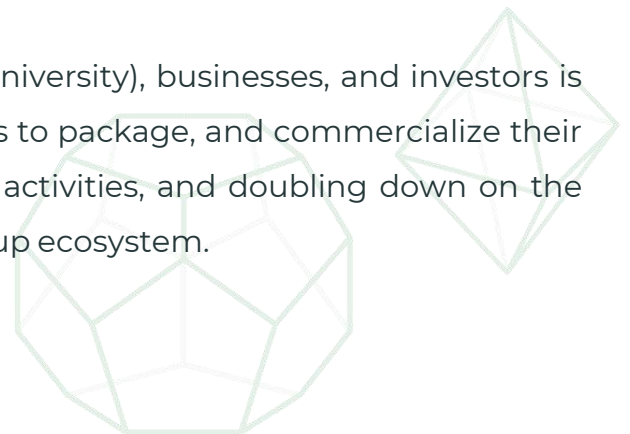 niversity), businesses, and investors is
s to package, and commercialize their
activities, and doubling down on the
up ecosystem.